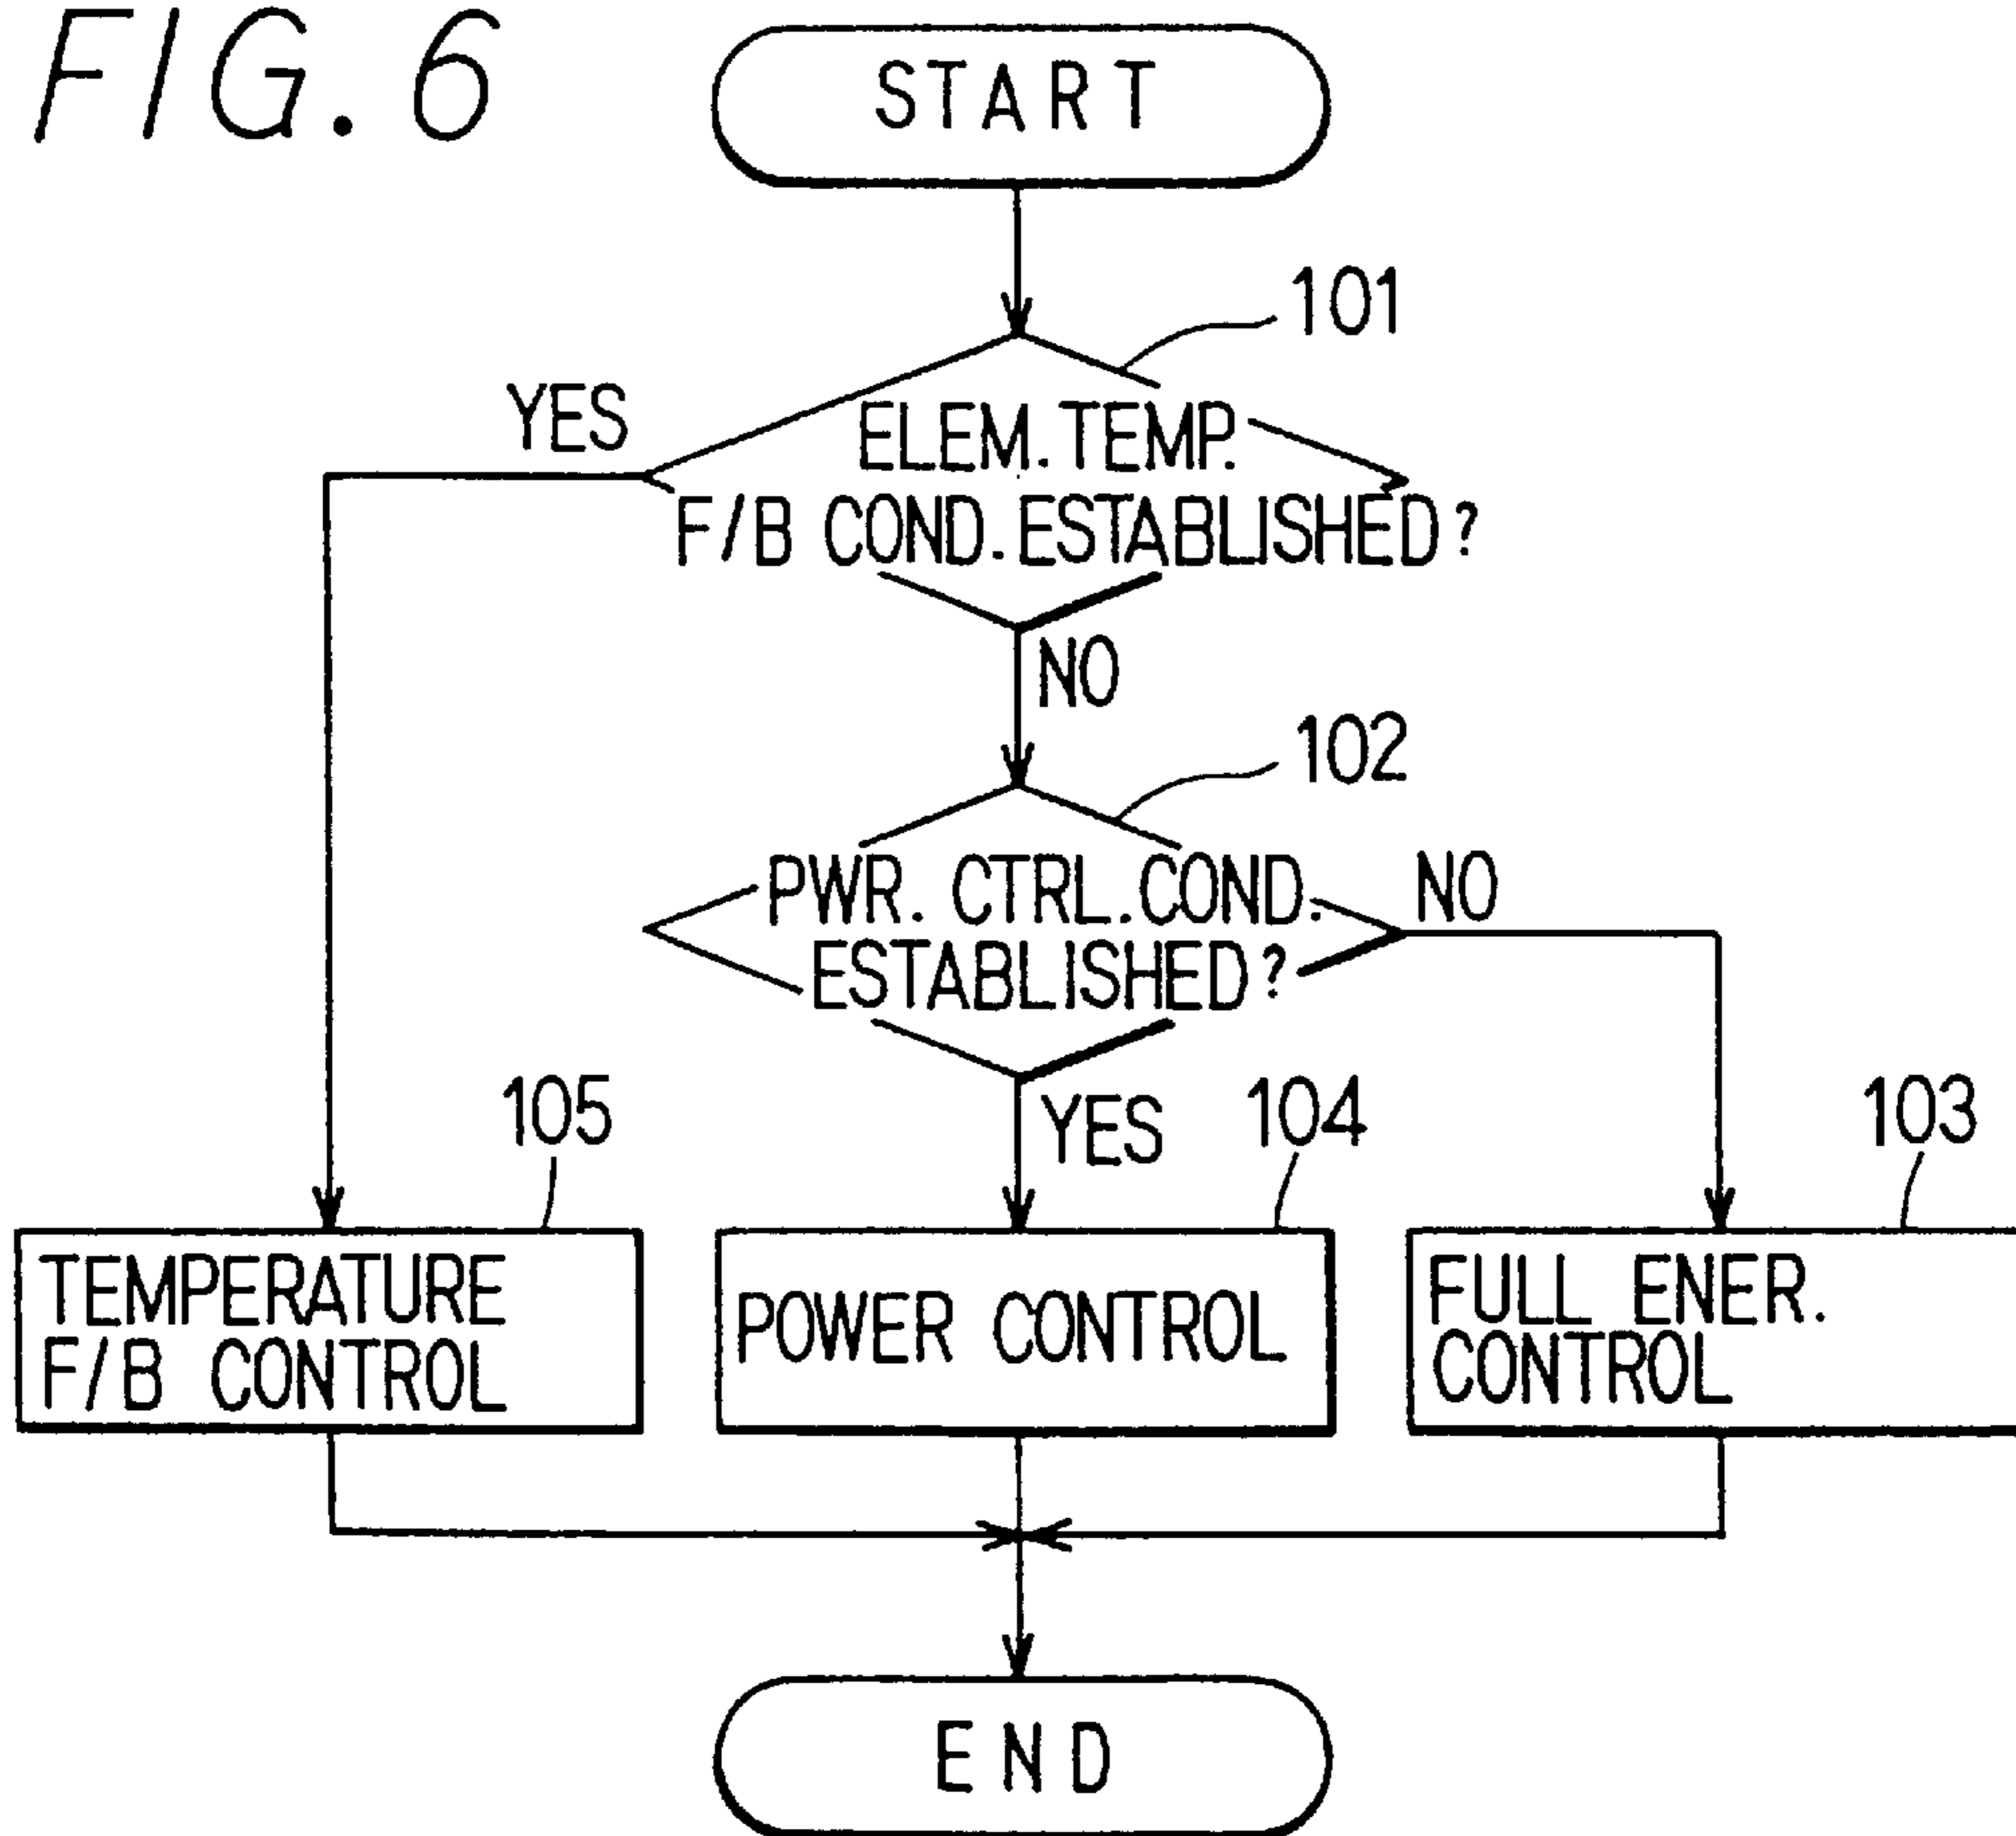 FIG. 6
START
101
YES
ELEM. TEMP.
F/B COND. ESTABLISHED?
NO
102
PWR. CTRL. COND.
ESTABLISHED?
NO
105
YES
104
103
TEMPERATURE
F/B CONTROL
POWER CONTROL
FULL ENER.
CONTROL
END